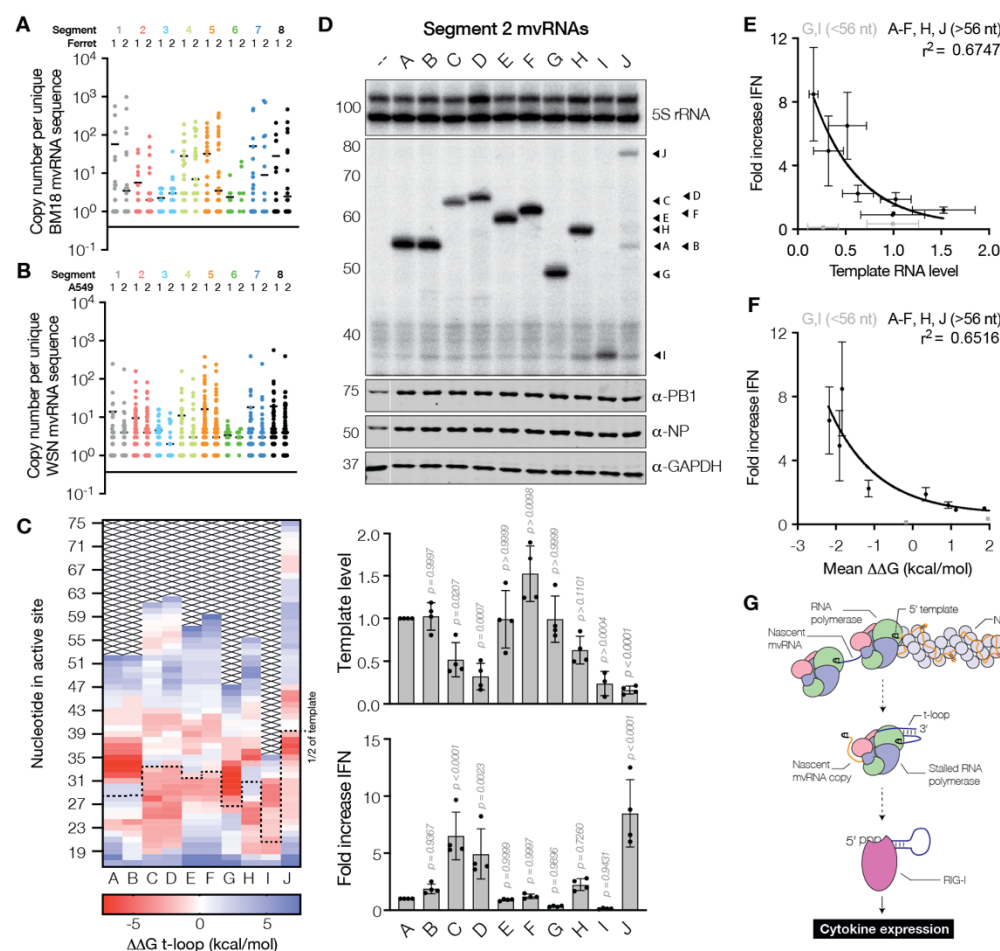 A
Segment 1 2 3 4 5 6 7 8
Ferret 1 2 1 2 1 2 1 2 1 2 1 2 1 2 1 2
Copy number per unique
BM18 mvRNA sequence
10⁴
10³
10²
10¹
10⁰
10⁻¹
B
Segment 1 2 3 4 5 6 7 8
A549 1 2 1 2 1 2 1 2 1 2 1 2 1 2 1 2
Copy number per unique
WSN mvRNA sequence
10⁴
10³
10²
10¹
10⁰
10⁻¹
C
Nucleotide in active site
75
71
67
63
59
55
51
47
43
39
35
31
27
23
19
1/2 of template
A B C D E F G H I J
-5 0 5
ΔΔG t-loop (kcal/mol)
D
Segment 2 mvRNAs
-- A B C D E F G H I J
100
5S rRNA
80
70
60
50
40
J
C D
E F
H
A B
G
I
75
α-PB1
50
α-NP
37
α-GAPDH
Template level
2.0
1.5
1.0
0.5
0.0
p = 0.9997
p = 0.0207
p = 0.0007
p > 0.9999
p > 0.0098
p > 0.9999
p > 0.1101
p > 0.0004
p < 0.0001
Fold increase IFN
15
10
5
0
p = 0.9367
p < 0.0001
p = 0.0023
p = 0.9999
p = 0.9997
p = 0.9696
p = 0.7260
p = 0.9431
p < 0.0001
A B C D E F G H I J
E
G,I (<56 nt) A-F, H, J (>56 nt)
r² = 0.6747
Fold increase IFN
12
8
4
0
0.0 0.5 1.0 1.5 2.0
Template RNA level
F
G,I (<56 nt) A-F, H, J (>56 nt)
r² = 0.6516
Fold increase IFN
12
8
4
0
-3 -2 -1 0 1 2
Mean ΔΔG (kcal/mol)
G
RNA
polymerase
5' template
N
Nascent
mvRNA
t-loop
3'
Nascent
mvRNA copy
Stalled RNA
polymerase
5' ppp
RIG-I
Cytokine expression